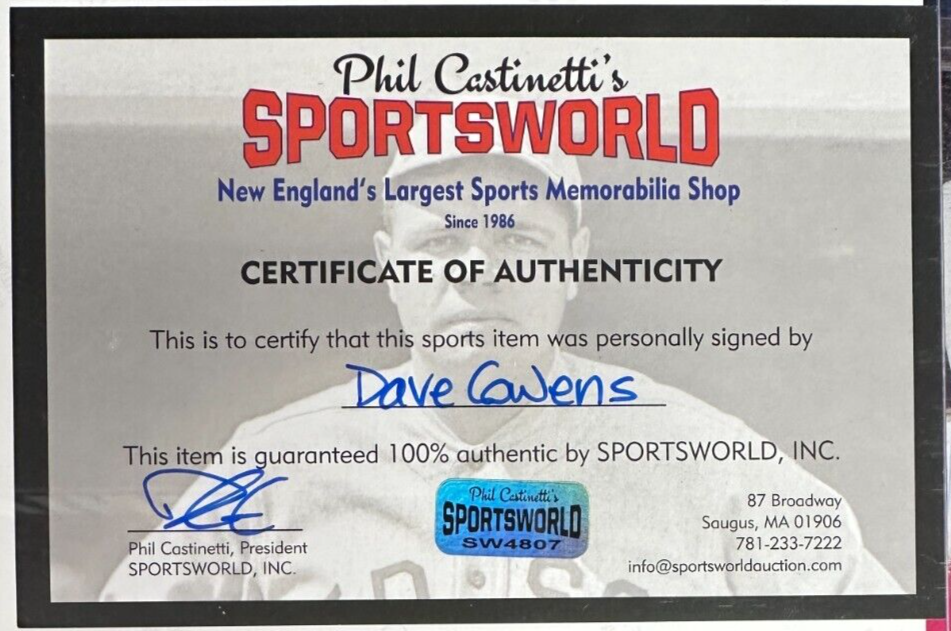 Phil Castinetti's
SPORTSWORLD
New England's Largest Sports Memorabilia Shop
Since 1986
CERTIFICATE OF AUTHENTICITY
This is to certify that this sports item was personally signed by
Dave Cowens
This item is guaranteed 100% authentic by SPORTSWORLD, INC.
Phil Castinetti, President
SPORTSWORLD, INC.
Phil Castinetti's
SPORTSWORLD
SW4807
87 Broadway
Saugus, MA 01906
781-233-7222
info@sportsworldauction.com